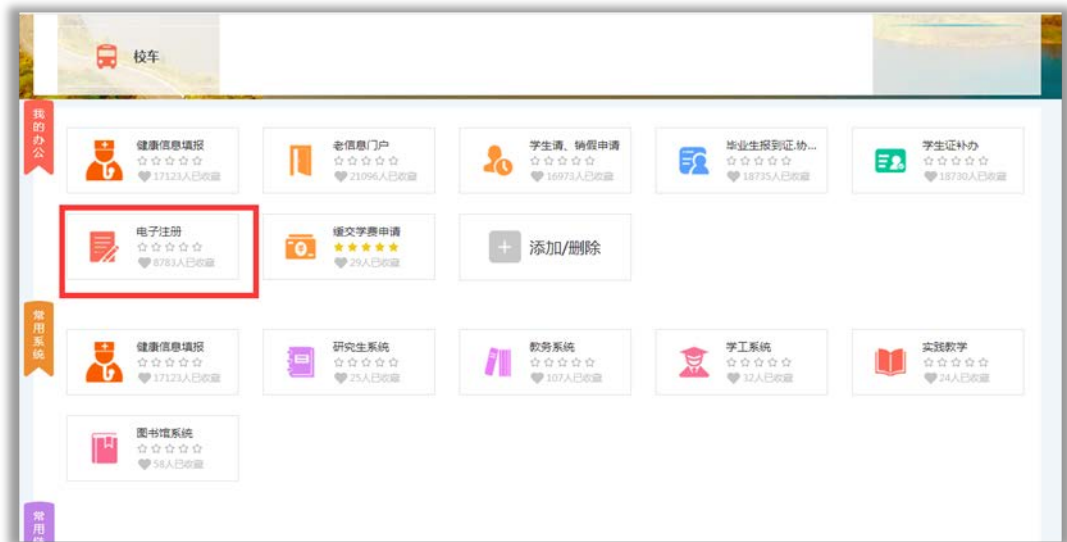 校车
我的办公
健康信息填报
17123人已收藏
老信息门户
21096人已收藏
学生请、销假申请
16973人已收藏
毕业生报到证.协...
18735人已收藏
学生证补办
18730人已收藏
电子注册
8783人已收藏
缓交学费申请
29人已收藏
添加/删除
常用系统
健康信息填报
17123人已收藏
研究生系统
25人已收藏
教务系统
107人已收藏
学工系统
32人已收藏
实践教学
24人已收藏
图书馆系统
58人已收藏
常用